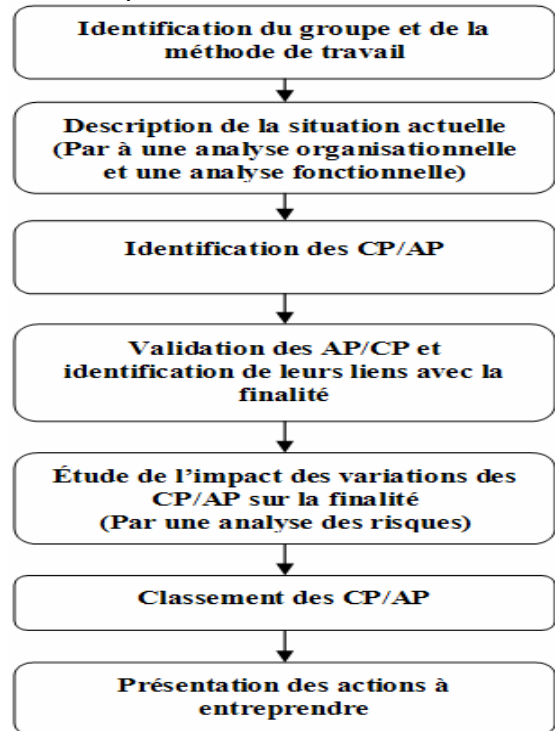 Identification du groupe et de la
méthode de travail
Description de la situation actuelle
(Par à une analyse organisationnelle
et une analyse fonctionnelle)
Identification des CP/AP
Validation des AP/CP et
identification de leurs liens avec la
finalité
Étude de l’impact des variations des
CP/AP sur la finalité
(Par une analyse des risques)
Classement des CP/AP
Présentation des actions à
entreprendre